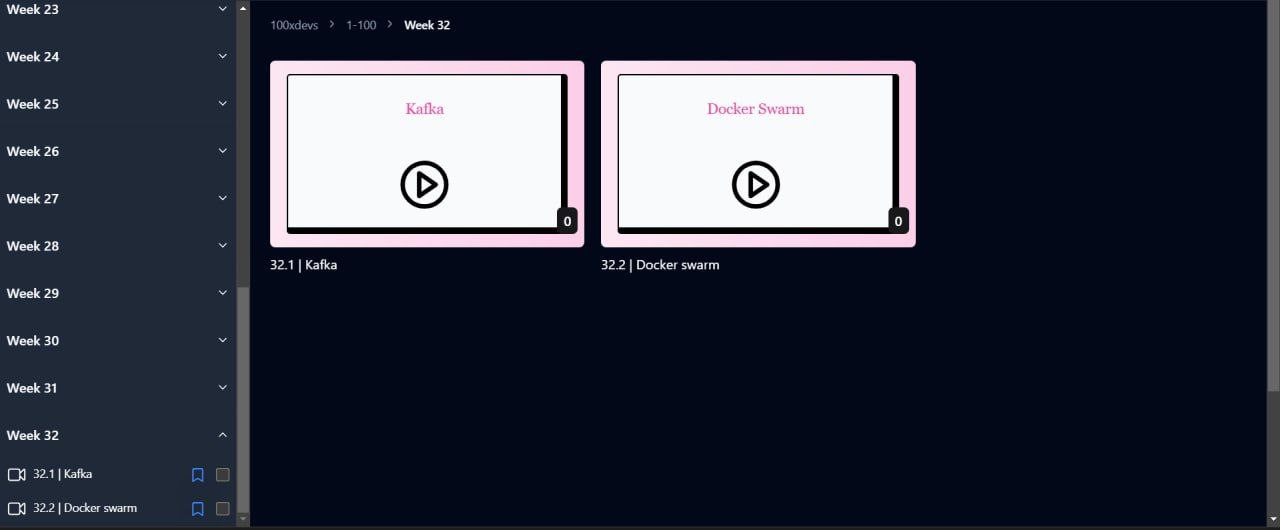 Week 23
Week 24
Week 25
Week 26
Week 27
Week 28
Week 29
Week 30
Week 31
Week 32
32.1 | Kafka
32.2 | Docker swarm
100xdevs > 1-100 > Week 32
Kafka
0
32.1 | Kafka
Docker Swarm
0
32.2 | Docker swarm